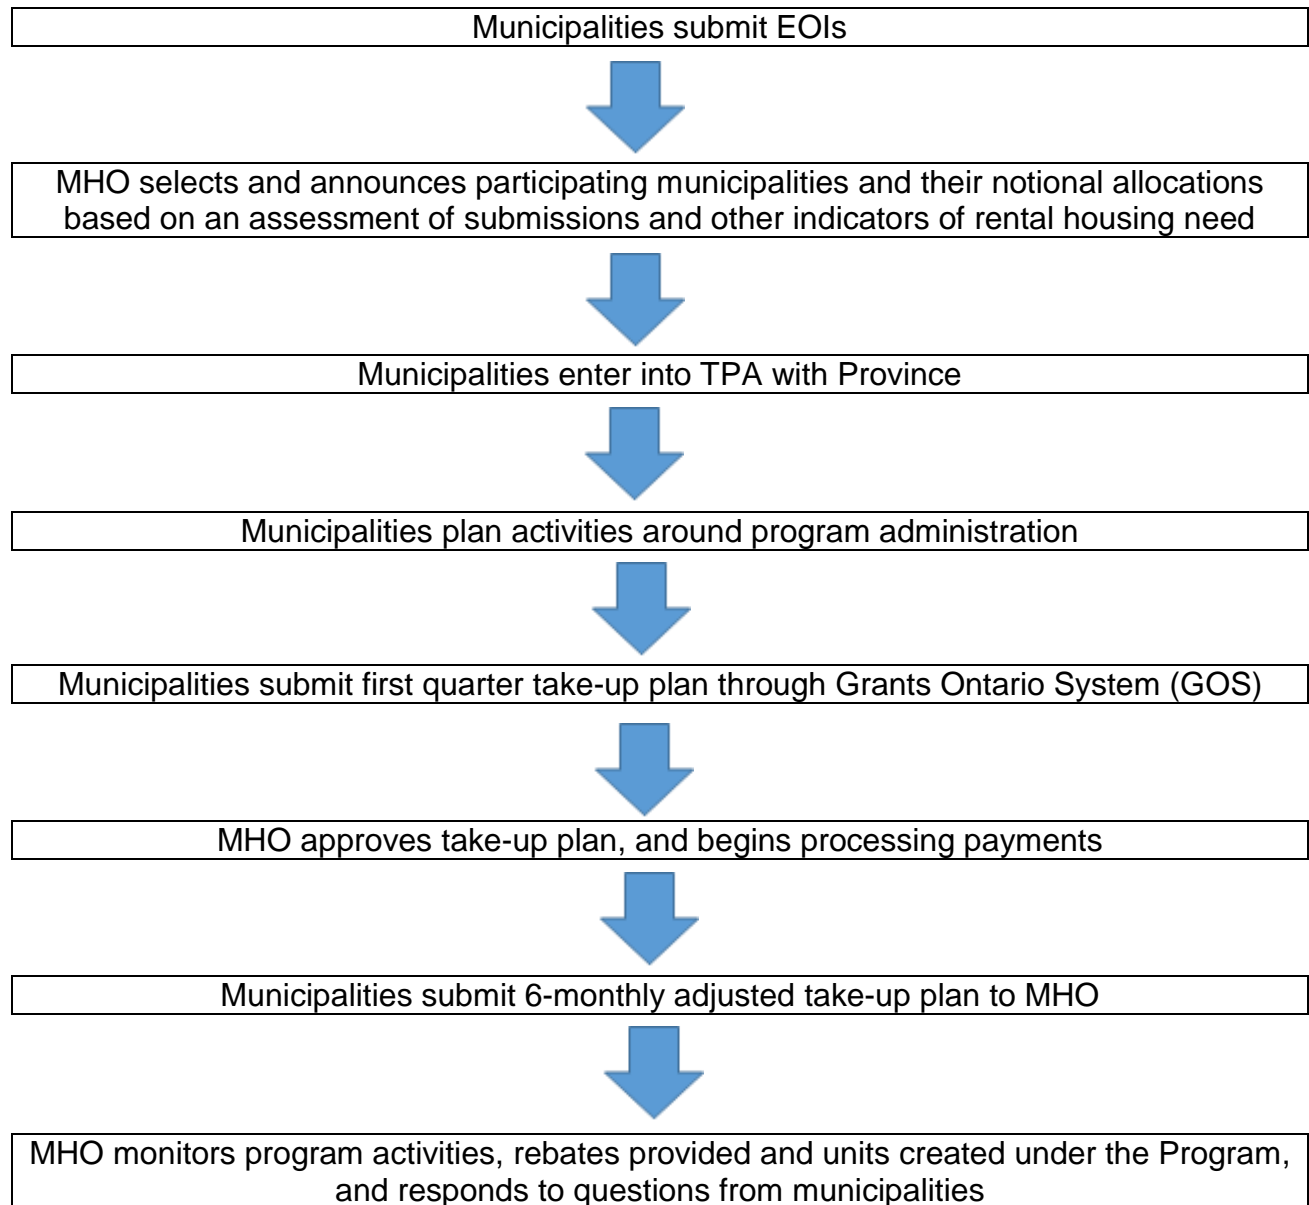 Municipalities submit EOIs
MHO selects and announces participating municipalities and their notional allocations
based on an assessment of submissions and other indicators of rental housing need
Municipalities enter into TPA with Province
Municipalities plan activities around program administration
Municipalities submit first quarter take-up plan through Grants Ontario System (GOS)
MHO approves take-up plan, and begins processing payments
Municipalities submit 6-monthly adjusted take-up plan to MHO
MHO monitors program activities, rebates provided and units created under the Program,
and responds to questions from municipalities